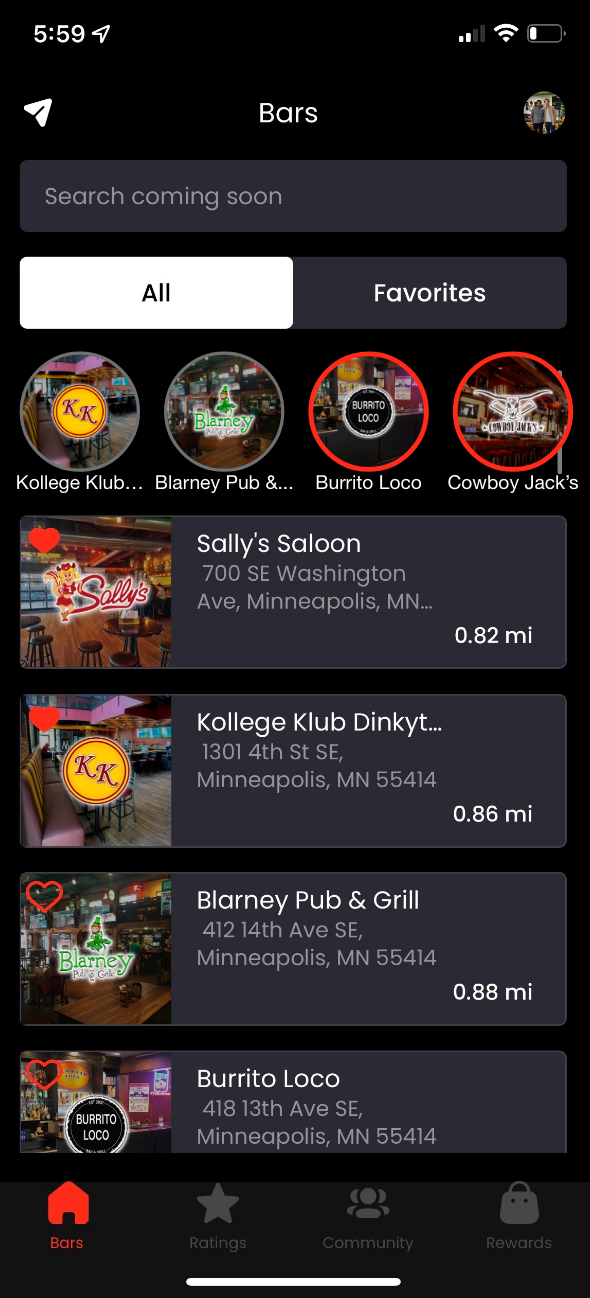 5:59
Bars
Search coming soon
All
Favorites
KK
Blarney
Pub & Grille
BURRITO
LOCO
COWBOY JACK'S
Kollege Klub...
Blarney Pub &...
Burrito Loco
Cowboy Jack's
Sally's
Sally's Saloon
700 SE Washington
Ave, Minneapolis, MN...
0.82 mi
KK
Kollege Klub Dinkyt...
1301 4th St SE,
Minneapolis, MN 55414
0.86 mi
Blarney
Pub & Grille
Blarney Pub & Grill
412 14th Ave SE,
Minneapolis, MN 55414
0.88 mi
BURRITO
LOCO
Burrito Loco
418 13th Ave SE,
Minneapolis, MN 55414
Bars
Ratings
Community
Rewards